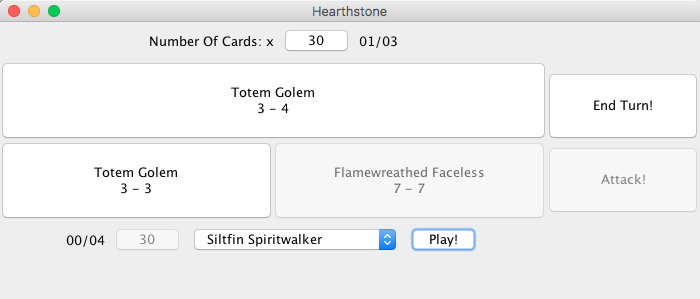 Hearthstone
Number Of Cards: x 30 01/03
Totem Golem
3 - 4
End Turn!
Totem Golem
3 - 3
Flamewreathed Faceless
7 - 7
Attack!
00/04 30 Siltfin Spiritwalker Play!